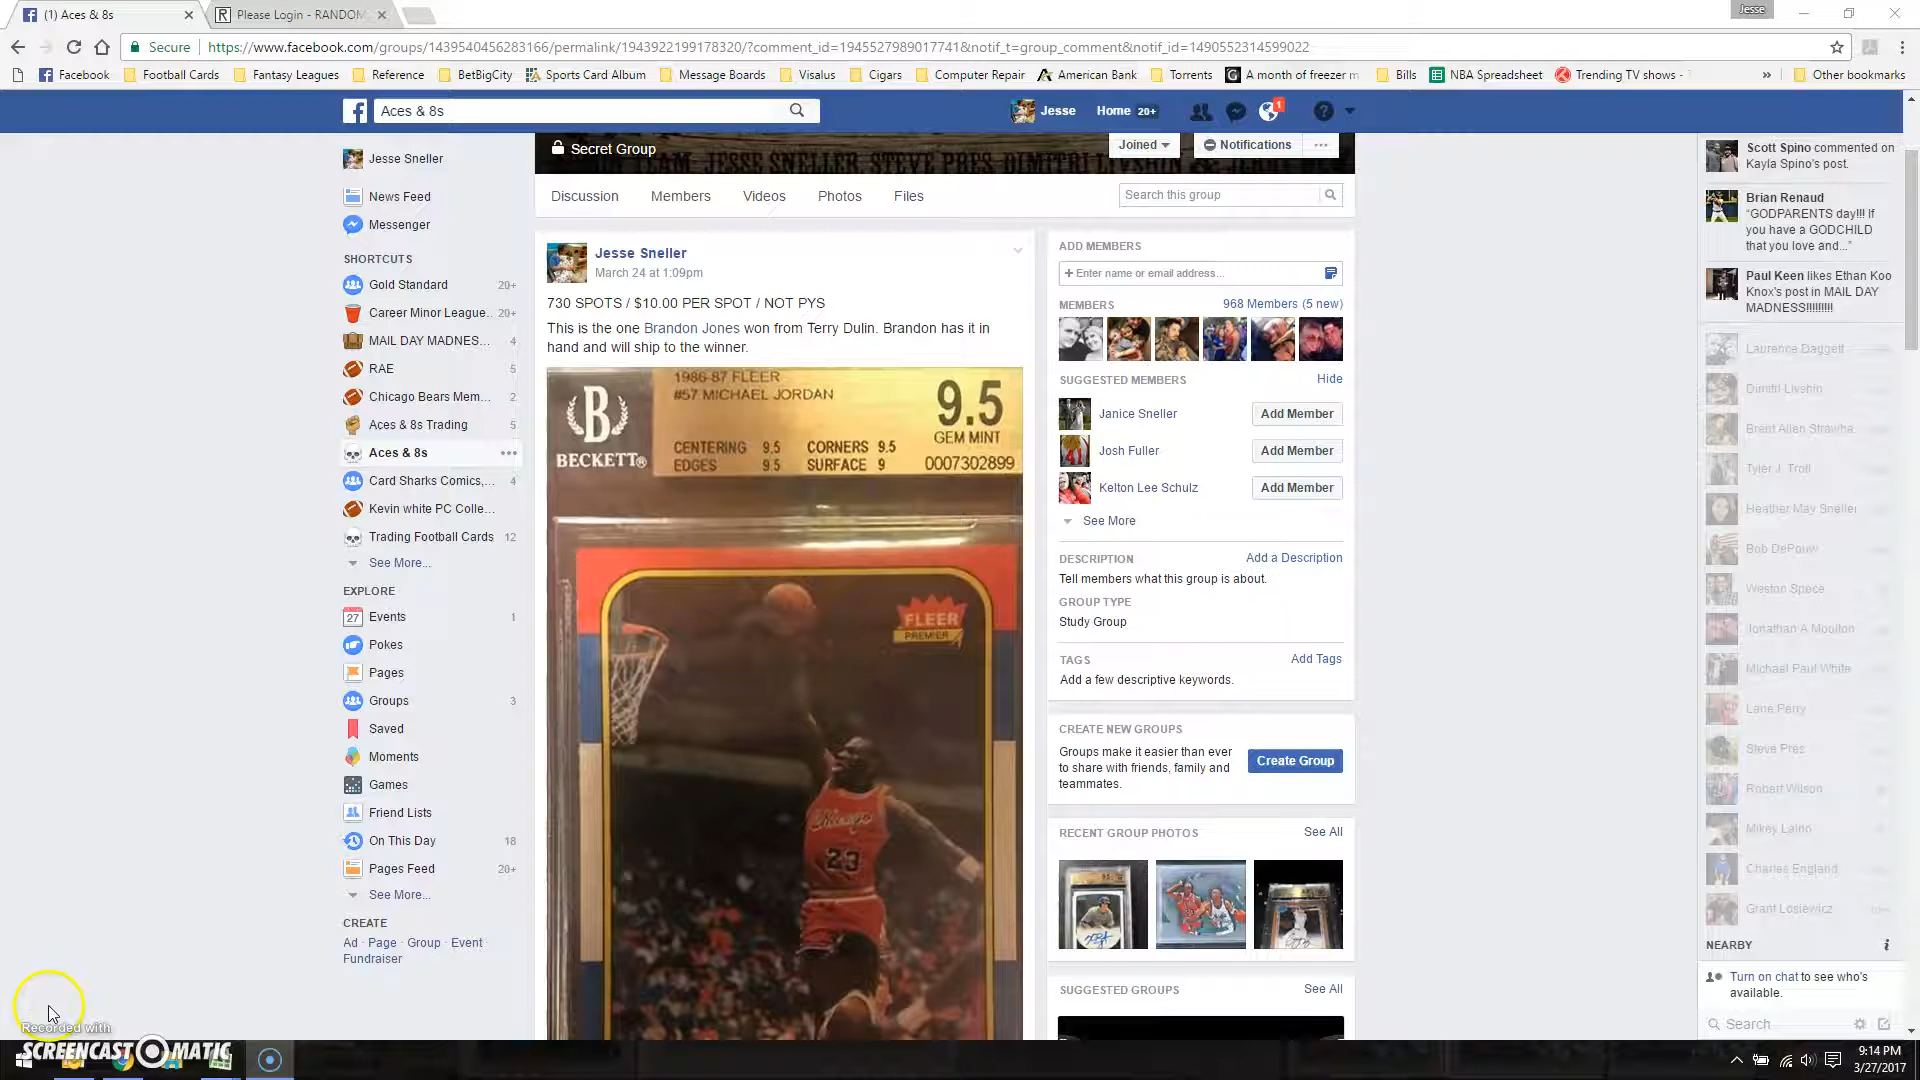 (1) Aces & 8s
Please Login - RANDOM
Jesse
Secure
https://www.facebook.com/groups/1439540456283166/permalink/1943922199178320/?comment_id=1945527989017741&notif_t=group_comment&notif_id=1490552314599022
Facebook
Football Cards
Fantasy Leagues
Reference
BetBigCity
Sports Card Album
Message Boards
Visalus
Cigars
Computer Repair
American Bank
Torrents
A month of freezer m
Bills
NBA Spreadsheet
Trending TV shows -
»
Other bookmarks
Aces & 8s
Jesse
Home 20+
1
Jesse Sneller
News Feed
Messenger
SHORTCUTS
Gold Standard 20+
Career Minor League... 20+
MAIL DAY MADNES... 4
RAE 5
Chicago Bears Mem... 2
Aces & 8s Trading 5
Aces & 8s
Card Sharks Comics,... 4
Kevin white PC Colle...
Trading Football Cards 12
See More...
EXPLORE
27 Events 1
Pokes
Pages
Groups 3
Saved
Moments
Games
Friend Lists
On This Day 18
Pages Feed 20+
See More...
CREATE
Ad · Page · Group · Event ·
Fundraiser
Secret Group
JESSE SNELLER, STEVE PRES, DIMITRI
Joined
Notifications
Discussion
Members
Videos
Photos
Files
Search this group
Jesse Sneller
March 24 at 1:09pm
730 SPOTS / $10.00 PER SPOT / NOT PYS
This is the one Brandon Jones won from Terry Dulin. Brandon has it in
hand and will ship to the winner.
B
BECKETT®
1986-87 FLEER
#57 MICHAEL JORDAN
CENTERING 9.5 CORNERS 9.5
EDGES 9.5 SURFACE 9
9.5
GEM MINT
0007302899
FLEER
PREMIER
Chicago
23
ADD MEMBERS
+ Enter name or email address...
MEMBERS
968 Members (5 new)
SUGGESTED MEMBERS
Hide
Janice Sneller
Add Member
Josh Fuller
Add Member
Kelton Lee Schulz
Add Member
See More
DESCRIPTION
Add a Description
Tell members what this group is about.
GROUP TYPE
Study Group
TAGS
Add Tags
Add a few descriptive keywords.
CREATE NEW GROUPS
Groups make it easier than ever
to share with friends, family and
teammates.
Create Group
RECENT GROUP PHOTOS
See All
SUGGESTED GROUPS
See All
Scott Spino commented on
Kayla Spino's post.
Brian Renaud
“GODPARENTS day!!! If
you have a GODCHILD
that you love and...”
Paul Keen likes Ethan Koo
Knox's post in MAIL DAY
MADNESS!!!!!!!!!
Laurence Daggett
Dimitri Livshin
Brent Allen Strawha
Tyler J. Troll
Heather May Sneller
Bob DePouw
Weston Spece
Jonathan A Moulton
Michael Paul White
Lane Perry
Steve Pres
Robert Wilson
Mikey Laino
Charles England
Grant Losiewicz
NEARBY
Turn on chat to see who's
available.
Search
Recorded with
SCREENCAST-O-MATIC
9:14 PM
3/27/2017